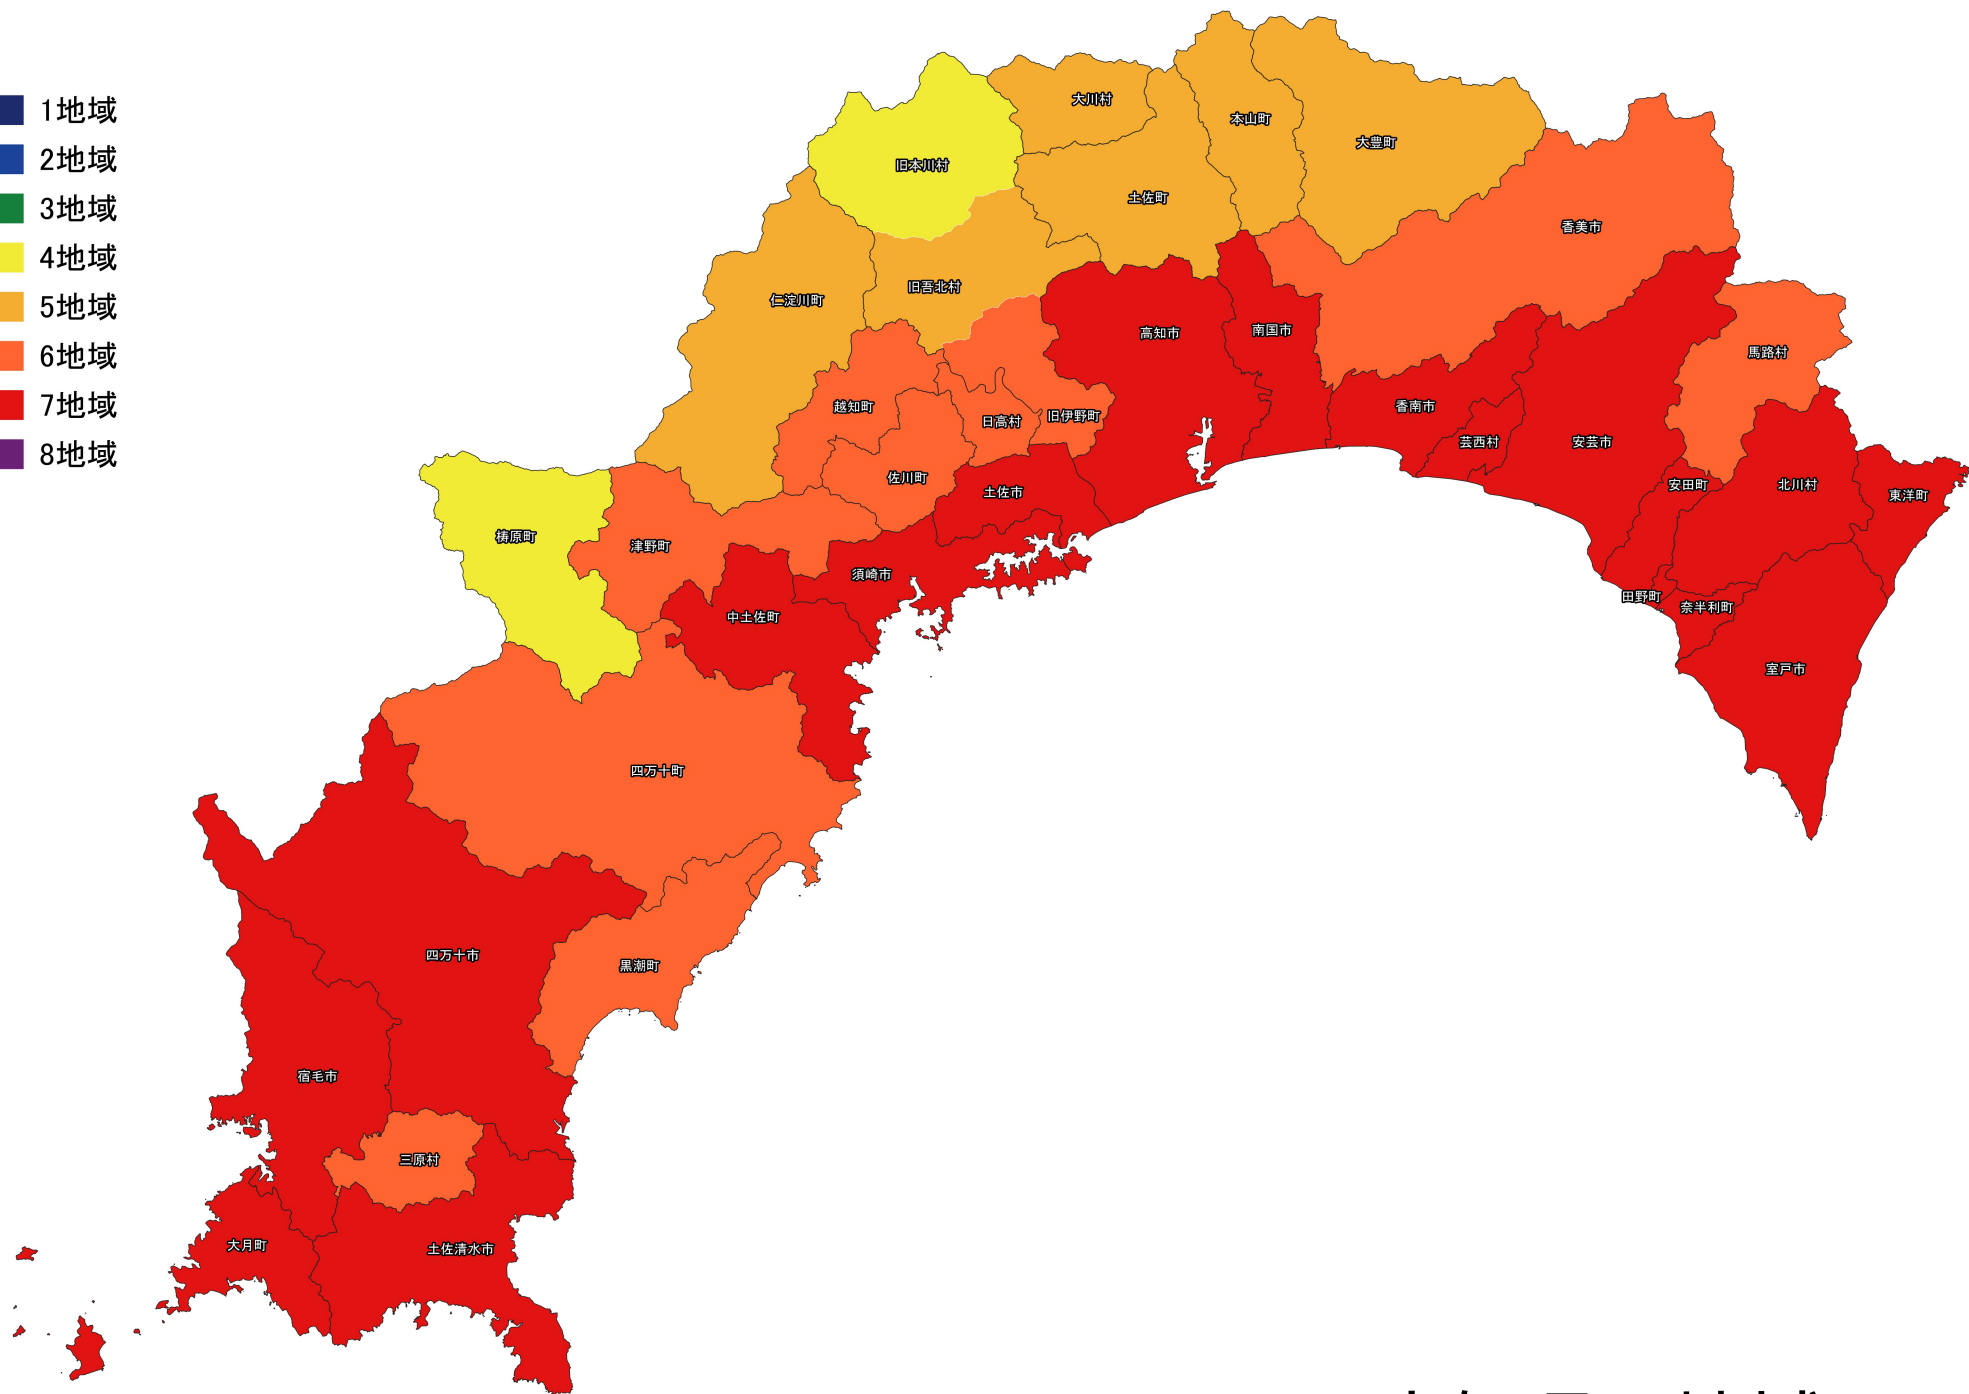 1地域
2地域
3地域
4地域
5地域
6地域
7地域
8地域
大川村
本山町
大豊町
旧本川村
土佐町
香美市
旧吾北村
仁淀川町
高知市
南国市
馬路村
越知町
香南市
日高村
旧伊野町
芸西村
安芸市
佐川町
土佐市
安田町
北川村
東洋町
梼原町
津野町
須崎市
田野町
奈半利町
中土佐町
室戸市
四万十町
四万十市
黒潮町
宿毛市
三原村
大月町
土佐清水市